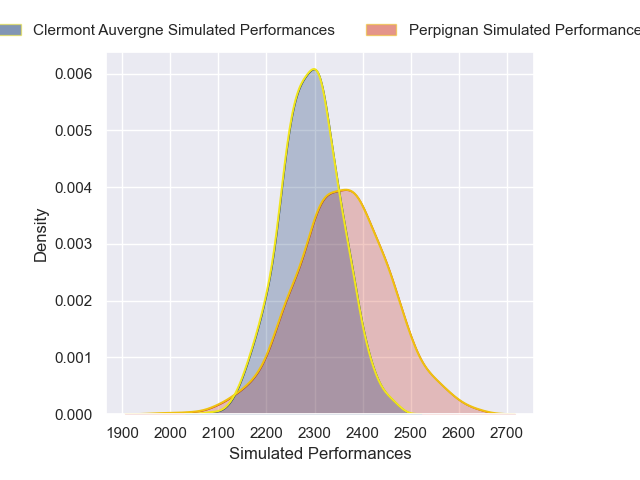 Clermont Auvergne Simulated Performances Perpignan Simulated Performance
0.006
0.005
0.004
0.003
0.002
0.001
0.000
Density
1900 2000 2100 2200 2300 2400 2500 2600 2700
Simulated Performances